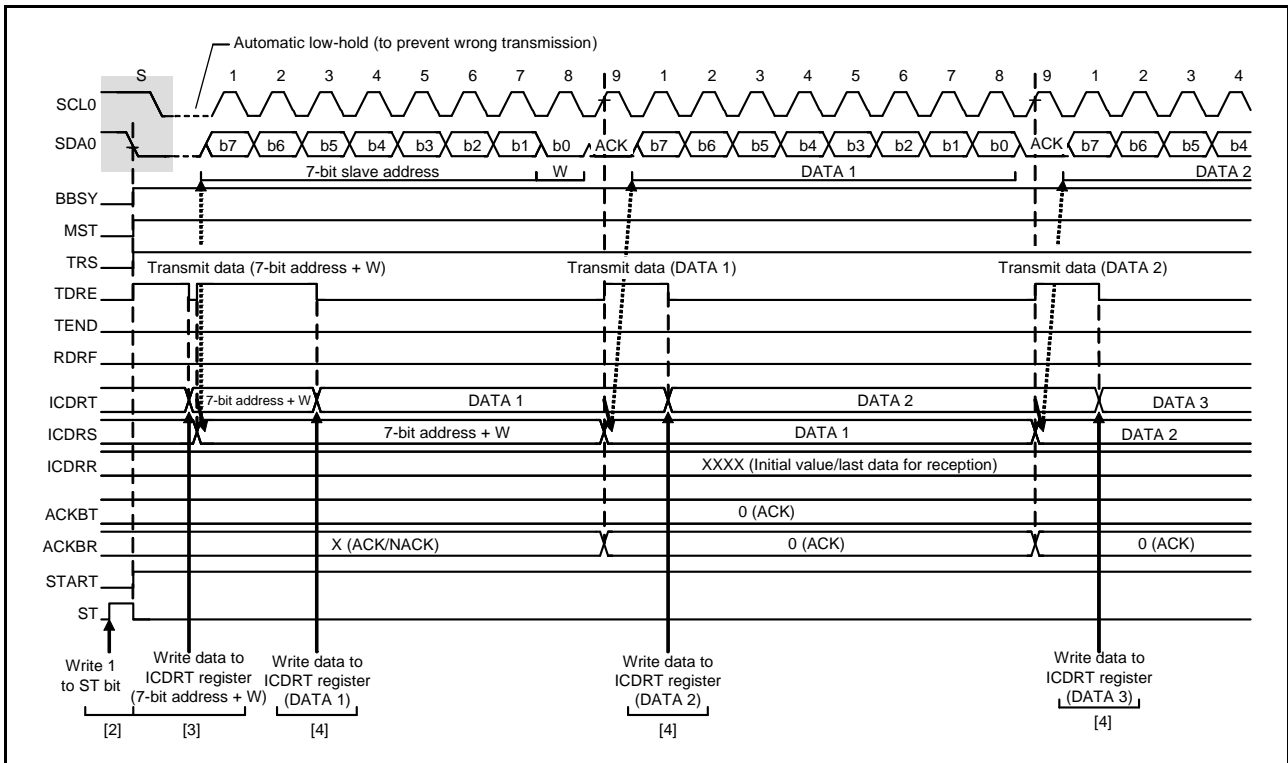 Automatic low-hold (to prevent wrong transmission)
S 1 2 3 4 5 6 7 8 9 1 2 3 4 5 6 7 8 9 1 2 3 4
SCL0
SDA0 b7 b6 b5 b4 b3 b2 b1 b0 ACK b7 b6 b5 b4 b3 b2 b1 b0 ACK b7 b6 b5 b4
7-bit slave address W DATA 1 DATA 2
BBSY
MST
TRS
Transmit data (7-bit address + W) Transmit data (DATA 1) Transmit data (DATA 2)
TDRE
TEND
RDRF
ICDRT 7-bit address + W DATA 1 DATA 2 DATA 3
ICDRS 7-bit address + W DATA 1 DATA 2
ICDRR XXXX (Initial value/last data for reception)
ACKBT 0 (ACK)
ACKBR X (ACK/NACK) 0 (ACK) 0 (ACK)
START
ST
Write 1
to ST bit
[2]
Write data to
ICDRT register
(7-bit address + W)
[3]
Write data to
ICDRT register
(DATA 1)
[4]
Write data to
ICDRT register
(DATA 2)
[4]
Write data to
ICDRT register
(DATA 3)
[4]